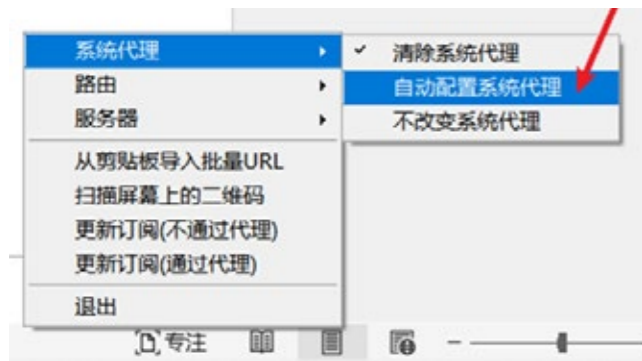 系统代理
路由
服务器
从剪贴板导入批量URL
扫描屏幕上的二维码
更新订阅(不通过代理)
更新订阅(通过代理)
退出
清除系统代理
自动配置系统代理
不改变系统代理
专注